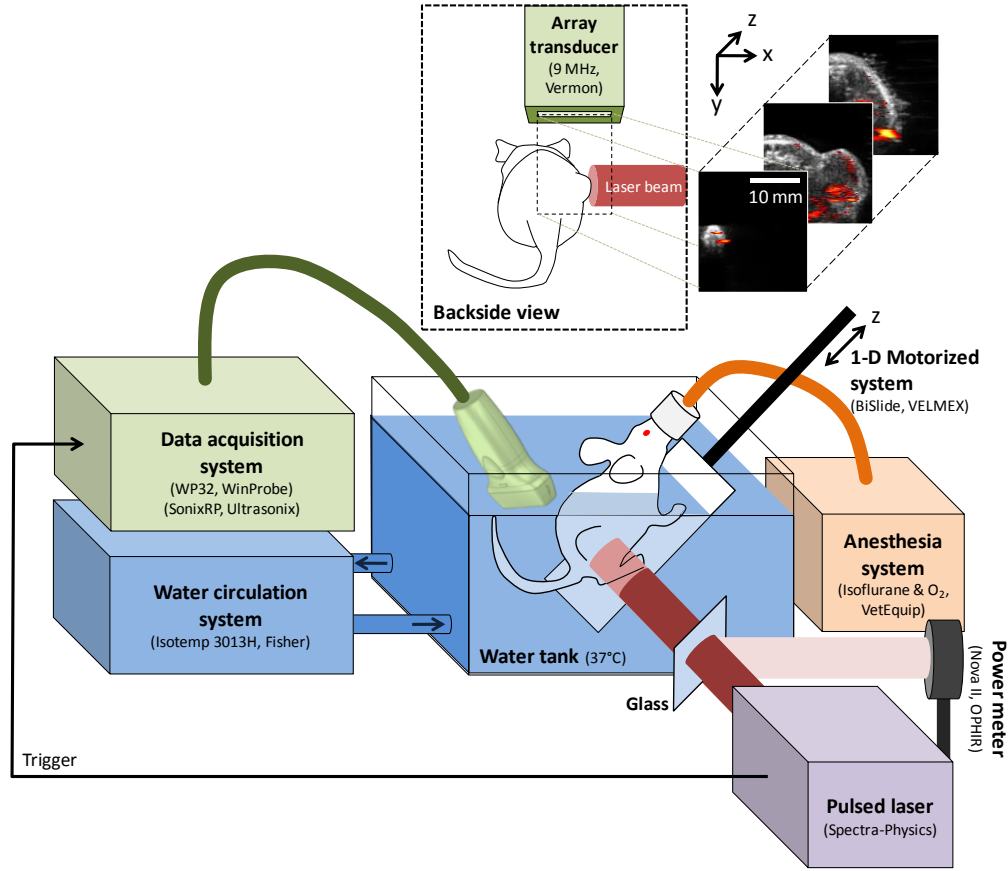 Array
transducer
(9 MHz,
Vermon)
Laser beam
Backside view
z
x
y
10 mm
z
1-D Motorized
system
(BiSlide, VELMEX)
Data acquisition
system
(WP32, WinProbe)
(SonixRP, Ultrasonix)
Water circulation
system
(Isotemp 3013H, Fisher)
Water tank (37°C)
Anesthesia
system
(Isoflurane & O₂,
VetEquip)
Glass
Power meter
(Nova II, OPHIR)
Trigger
Pulsed laser
(Spectra-Physics)